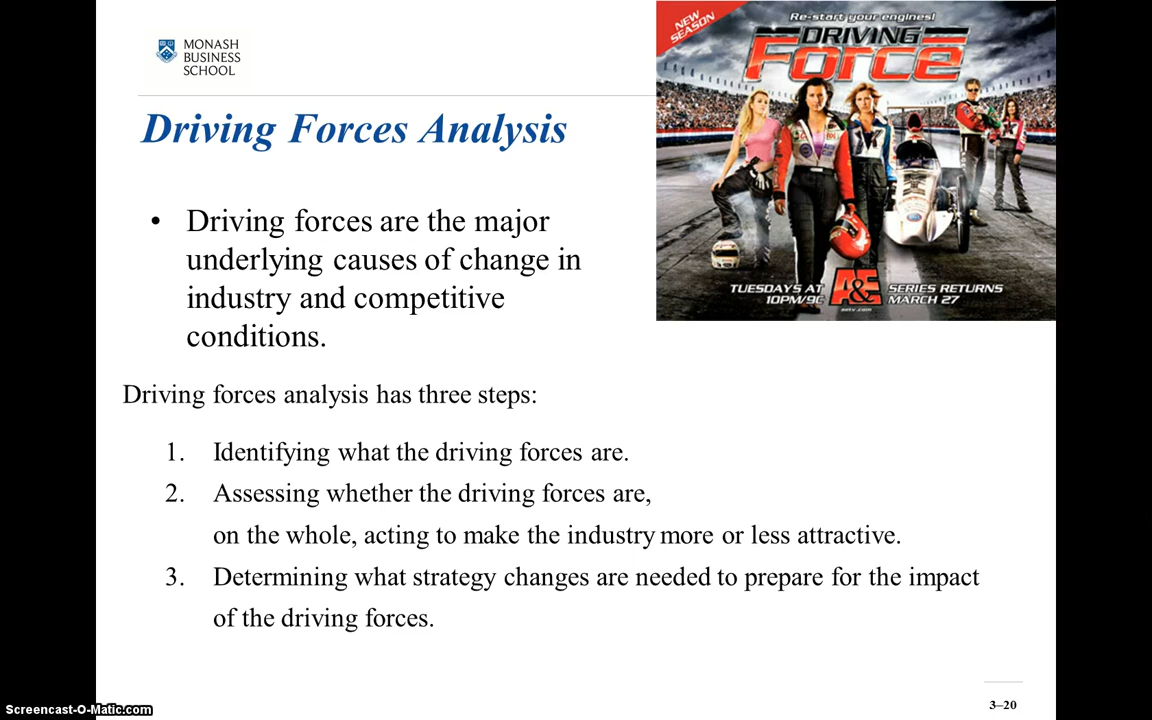 MONASH
BUSINESS
SCHOOL
NEW
SEASON
Re-start your engines!
DRIVING
FORCE
TUESDAYS AT
10PM/9C
A&E
SERIES RETURNS
MARCH 27
aetv.com
Driving Forces Analysis
• Driving forces are the major
underlying causes of change in
industry and competitive
conditions.
Driving forces analysis has three steps:
1. Identifying what the driving forces are.
2. Assessing whether the driving forces are,
on the whole, acting to make the industry more or less attractive.
3. Determining what strategy changes are needed to prepare for the impact
of the driving forces.
3–20
Screencast-O-Matic.com